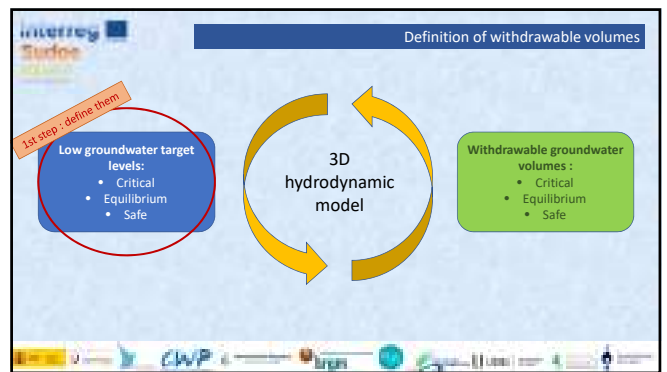 interreg
Sudoe
Definition of withdrawable volumes
1st step : define them
Low groundwater target
levels:
• Critical
• Equilibrium
• Safe
3D
hydrodynamic
model
Withdrawable groundwater
volumes :
• Critical
• Equilibrium
• Safe
CWP
brgm